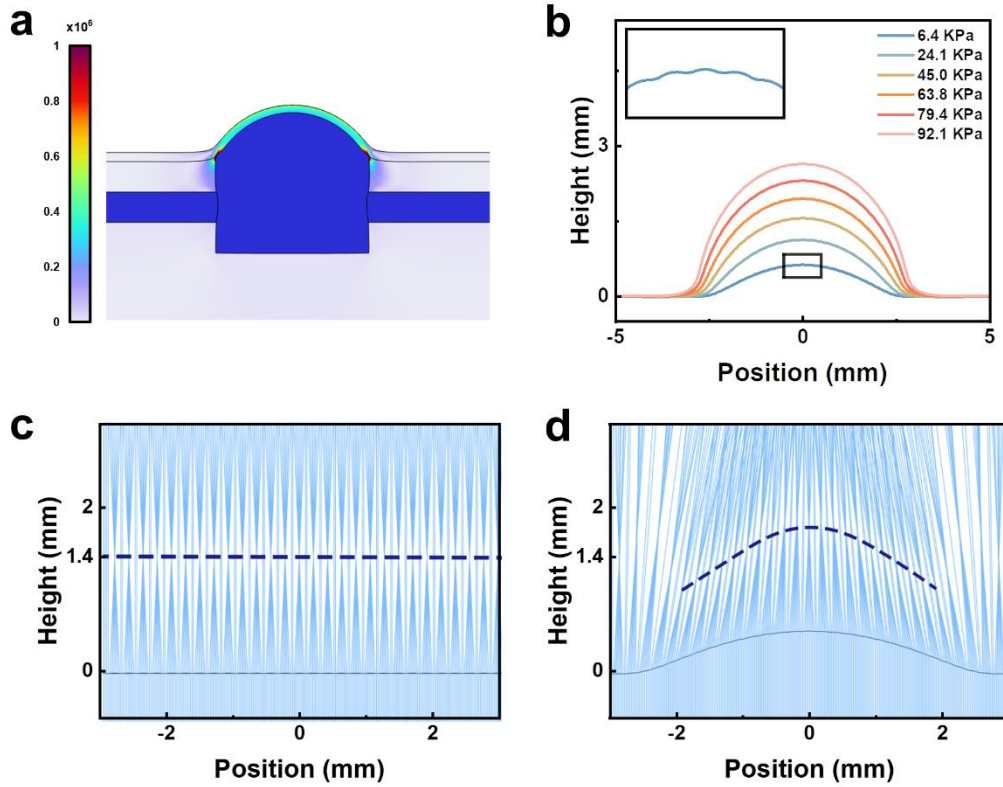 a
x10⁶
1
0.8
0.6
0.4
0.2
0
b
6.4 KPa
24.1 KPa
45.0 KPa
63.8 KPa
79.4 KPa
92.1 KPa
Height (mm)
3
0
-5
0
5
Position (mm)
c
Height (mm)
2
1.4
0
-2
0
2
Position (mm)
d
Height (mm)
2
1.4
0
-2
0
2
Position (mm)